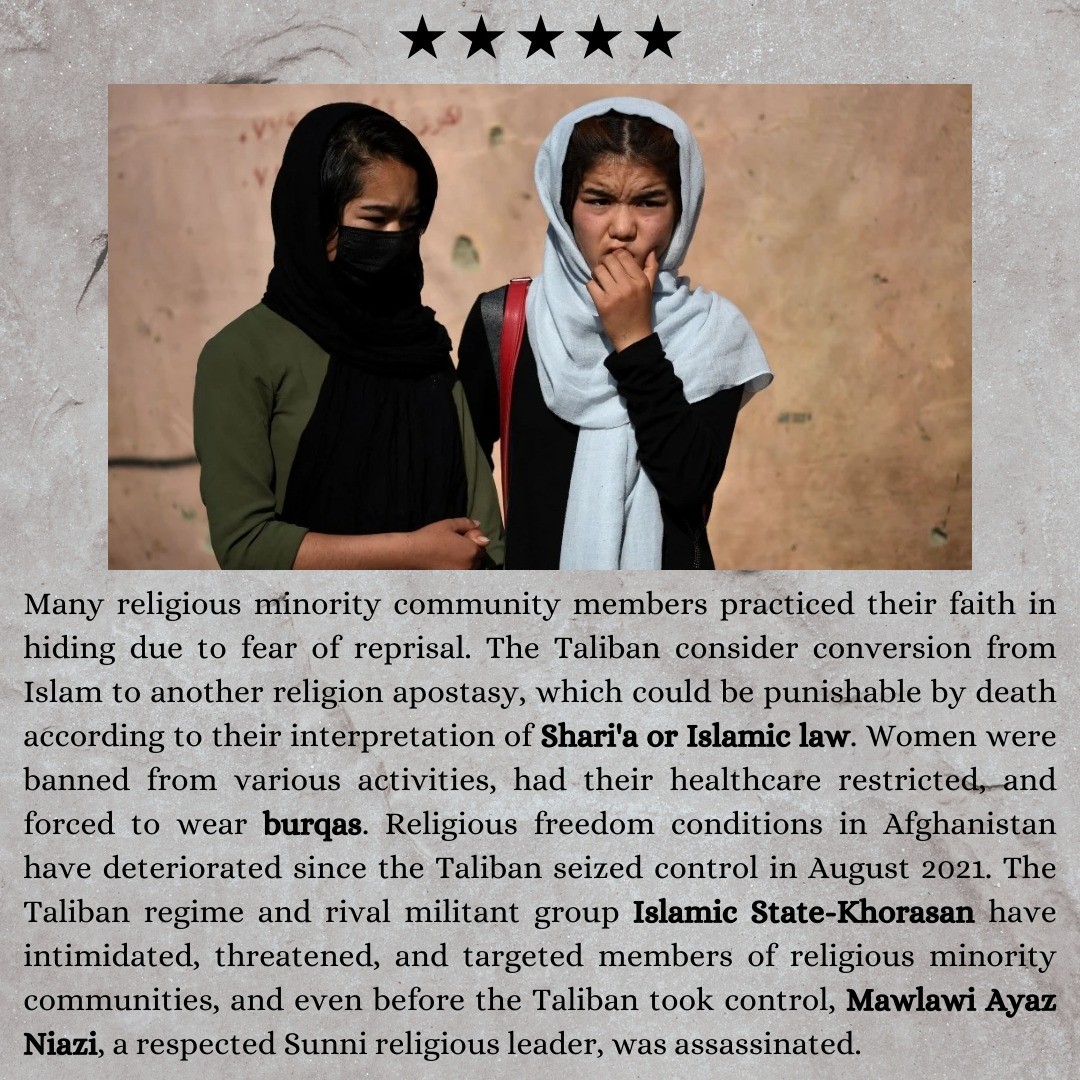 Many religious minority community members practiced their faith in
hiding due to fear of reprisal. The Taliban consider conversion from
Islam to another religion apostasy, which could be punishable by death
according to their interpretation of Shari'a or Islamic law. Women were
banned from various activities, had their healthcare restricted, and
forced to wear burqas. Religious freedom conditions in Afghanistan
have deteriorated since the Taliban seized control in August 2021. The
Taliban regime and rival militant group Islamic State-Khorasan have
intimidated, threatened, and targeted members of religious minority
communities, and even before the Taliban took control, Mawlawi Ayaz
Niazi, a respected Sunni religious leader, was assassinated.